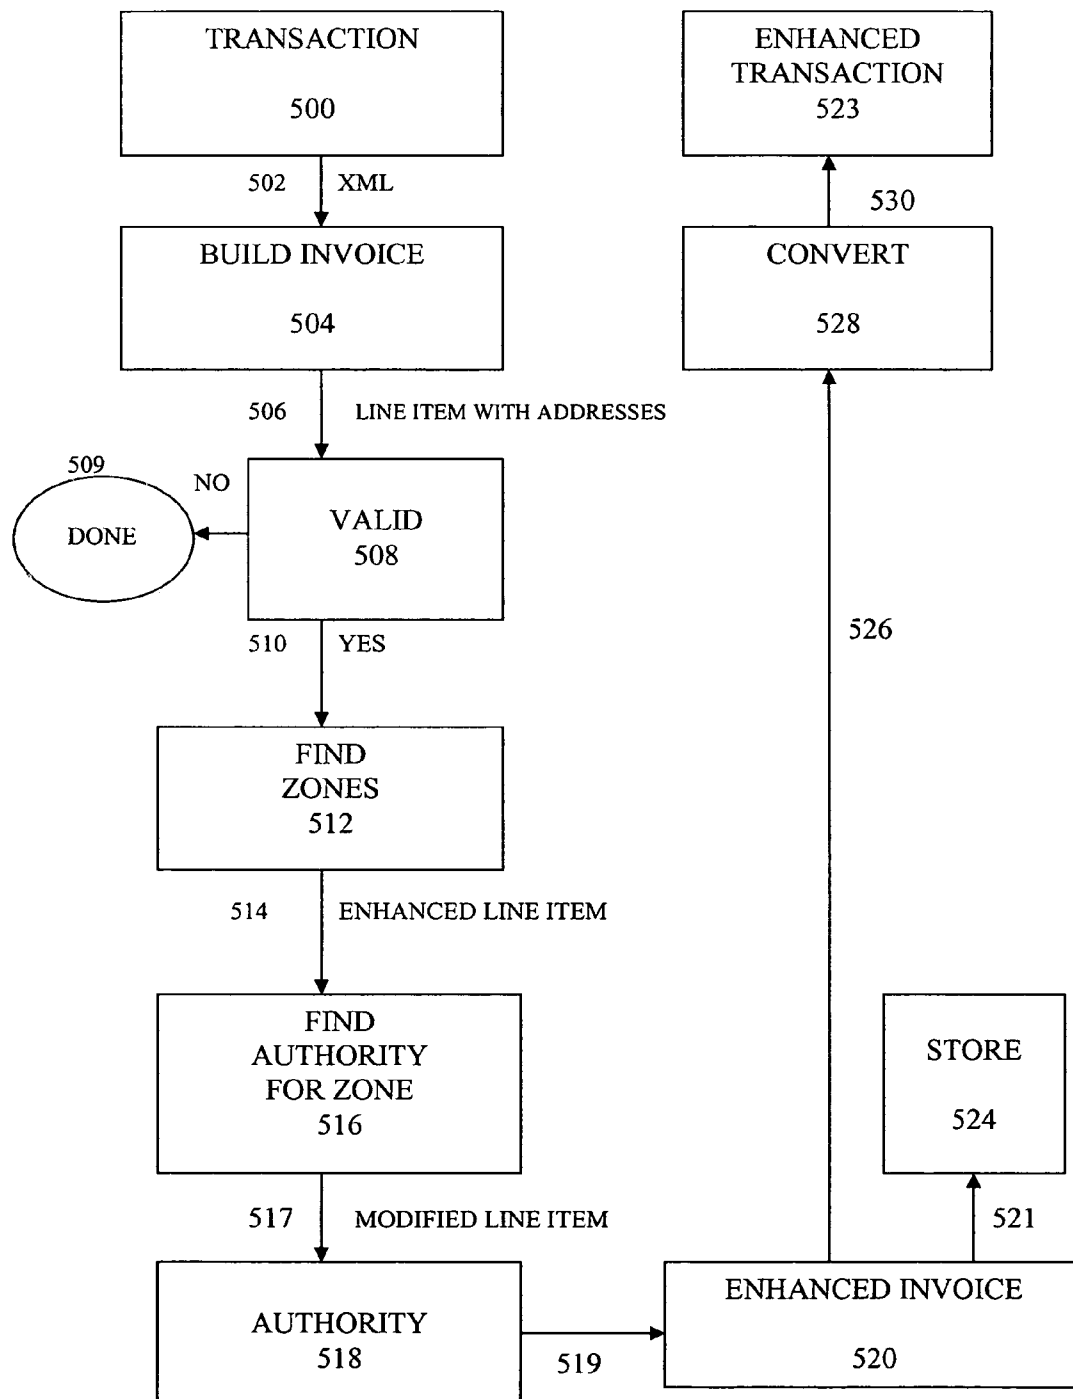 TRANSACTION
500
502 XML
BUILD INVOICE
504
506 LINE ITEM WITH ADDRESSES
509
NO
DONE
VALID
508
510 YES
FIND
ZONES
512
514 ENHANCED LINE ITEM
FIND
AUTHORITY
FOR ZONE
516
517 MODIFIED LINE ITEM
AUTHORITY
518
519
ENHANCED INVOICE
520
521
STORE
524
526
CONVERT
528
530
ENHANCED
TRANSACTION
523